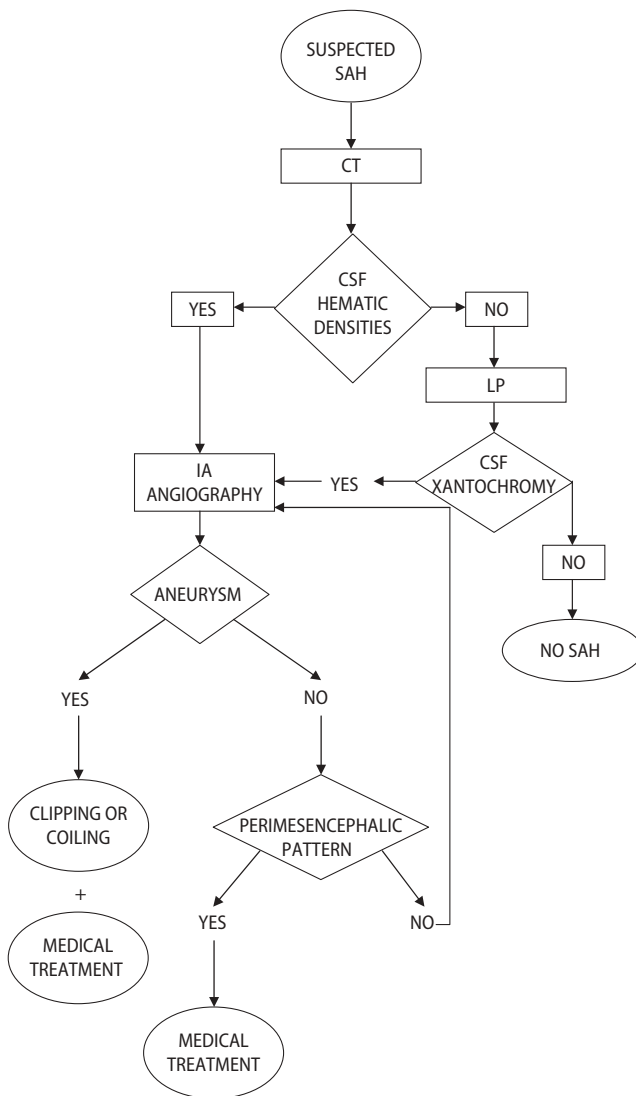 SUSPECTED
SAH
CT
CSF
HEMATIC
DENSITIES
YES
NO
LP
IA
ANGIOGRAPHY
YES
CSF
XANTOCHROMY
NO
ANEURYSM
NO SAH
YES
NO
CLIPPING OR
COILING
PERIMESENCEPHALIC
PATTERN
+
YES
NO
MEDICAL
TREATMENT
MEDICAL
TREATMENT